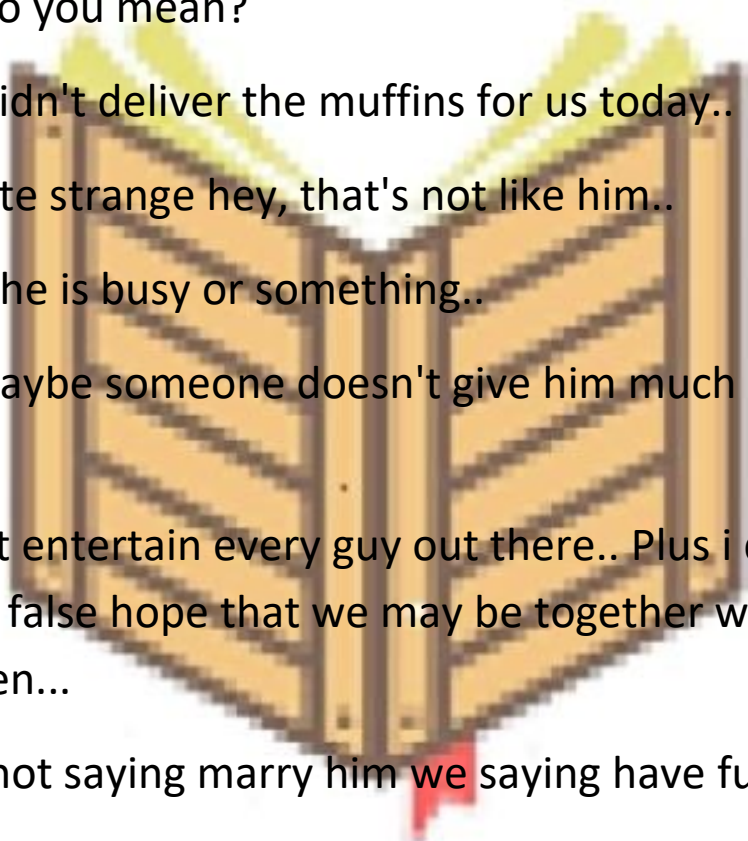 o you mean?
idn't deliver the muffins for us today..
te strange hey, that's not like him..
he is busy or something..
aybe someone doesn't give him much
t entertain every guy out there.. Plus i
false hope that we may be together w
en...
not saying marry him we saying have fu